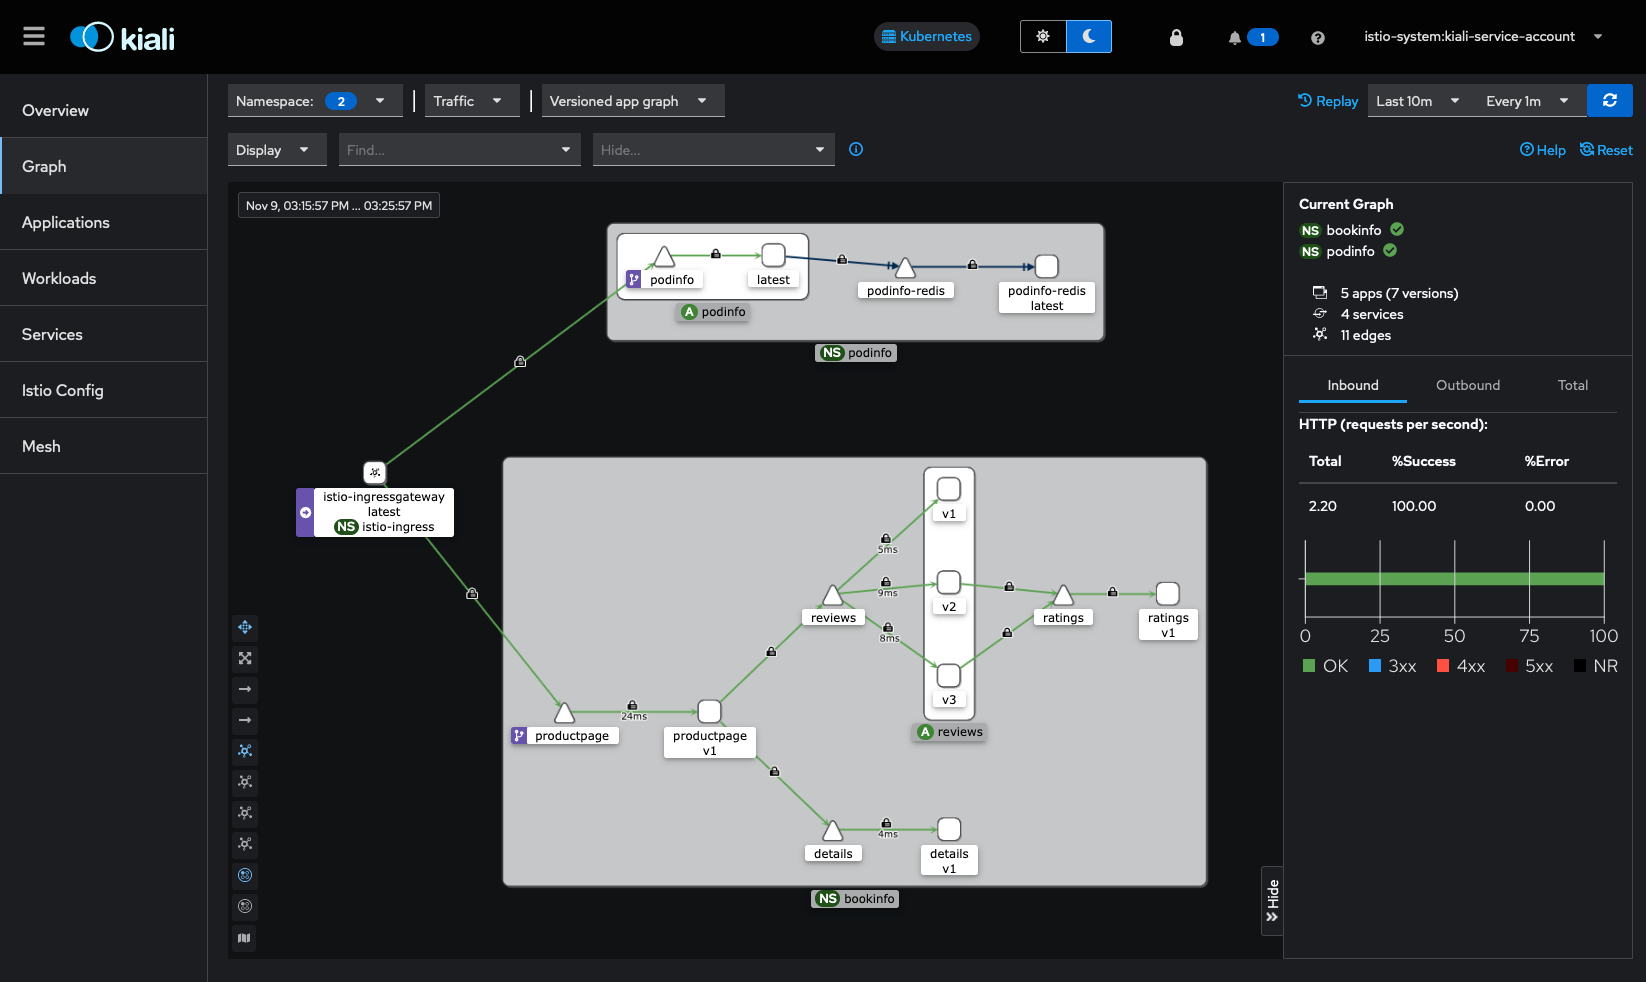 kiali
Kubernetes
1
istio-system:kiali-service-account
Overview
Graph
Applications
Workloads
Services
Istio Config
Mesh
Namespace: 2
Traffic
Versioned app graph
Replay
Last 10m
Every 1m
Display
Find...
Hide...
Help
Reset
Nov 9, 03:15:57 PM ... 03:25:57 PM
podinfo
latest
A podinfo
podinfo-redis
podinfo-redis
latest
NS podinfo
istio-ingressgateway
latest
NS istio-ingress
v1
5ms
9ms
v2
reviews
8ms
v3
A reviews
ratings
ratings
v1
productpage
24ms
productpage
v1
details
4ms
details
v1
NS bookinfo
Hide
Current Graph
NS bookinfo
NS podinfo
5 apps (7 versions)
4 services
11 edges
Inbound
Outbound
Total
HTTP (requests per second):
Total %Success %Error
2.20 100.00 0.00
0 25 50 75 100
OK 3xx 4xx 5xx NR